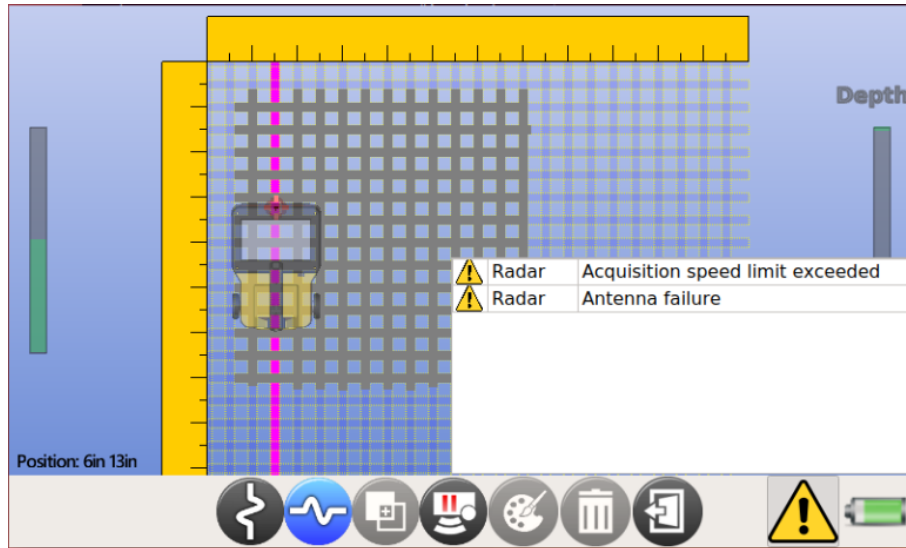 Depth
Radar Acquisition speed limit exceeded
Radar Antenna failure
Position: 6in 13in